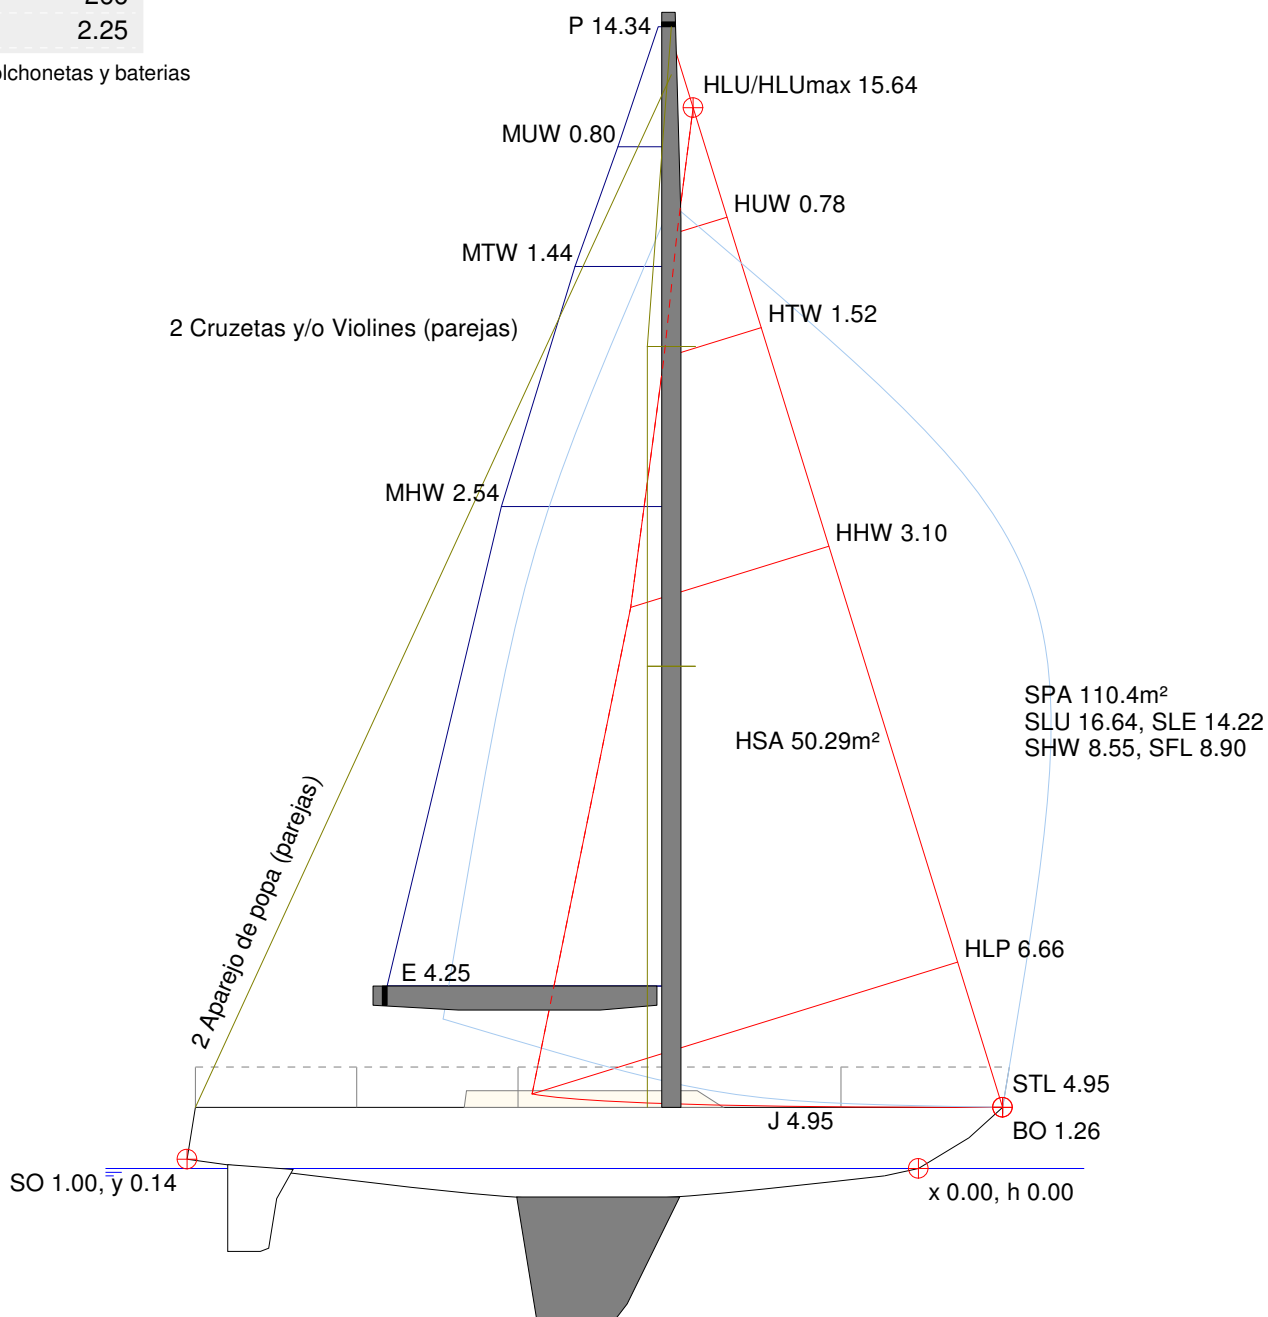 2.25
y baterias
P 14.34
HLU/HLUmax 15.64
MUW 0.80
HUW 0.78
MTW 1.44
HTW 1.52
2 Cruzetas y/o Violines (parejas)
MHW 2.54
HHW 3.10
SPA 110.4m²
SLU 16.64, SLE 14.22
SHW 8.55, SFL 8.90
HSA 50.29m²
2 Aparejo de popa (parejas)
HLP 6.66
E 4.25
STL 4.95
J 4.95
BO 1.26
SO 1.00, y 0.14
x 0.00, h 0.00